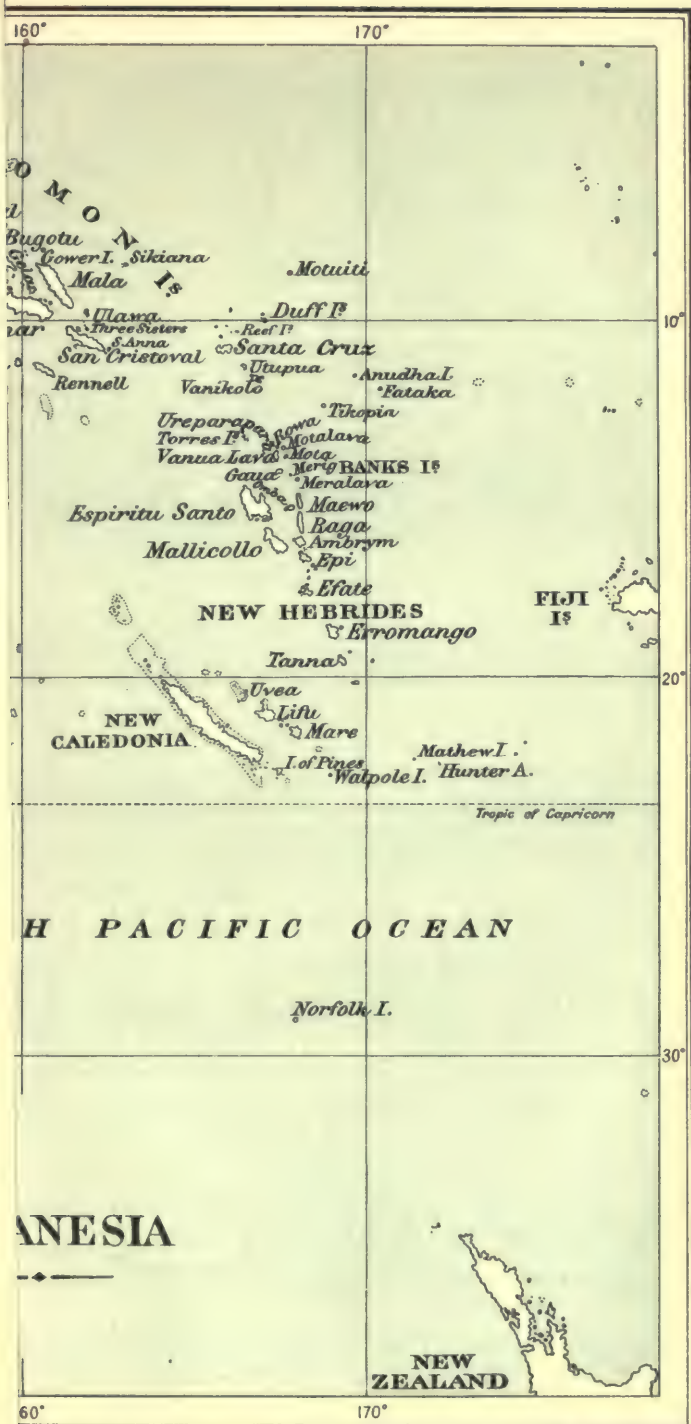 160°
170°
OMON Iˢ
d
Bugotu
Gower I.
Sikiana
Mala
Motuiti
Ulawa
Duff Iˢ
nar
Three Sisters
Reef Iˢ
10°
S. Anna
San Cristoval
Santa Cruz
Utupua
Rennell
Vanikolo
Iˢ
Anudha I.
Fataka
Tikopia
Ureparapa
Rowa
Torres Iˢ
Motalava
Vanua Lava
Mota
Merig
BANKS Iˢ
Gaua
Meralava
Espiritu Santo
Maewo
Raga
Mallicollo
Ambrym
Epi
Efate
NEW HEBRIDES
FIJI
Iˢ
Erromango
Tanna
20°
Uvea
Lifu
NEW
CALEDONIA
Mare
I. of Pines
Mathew I.
Walpole I.
Hunter A.
Tropic of Capricorn
H PACIFIC OCEAN
Norfolk I.
30°
ANESIA
NEW
ZEALAND
60°
170°